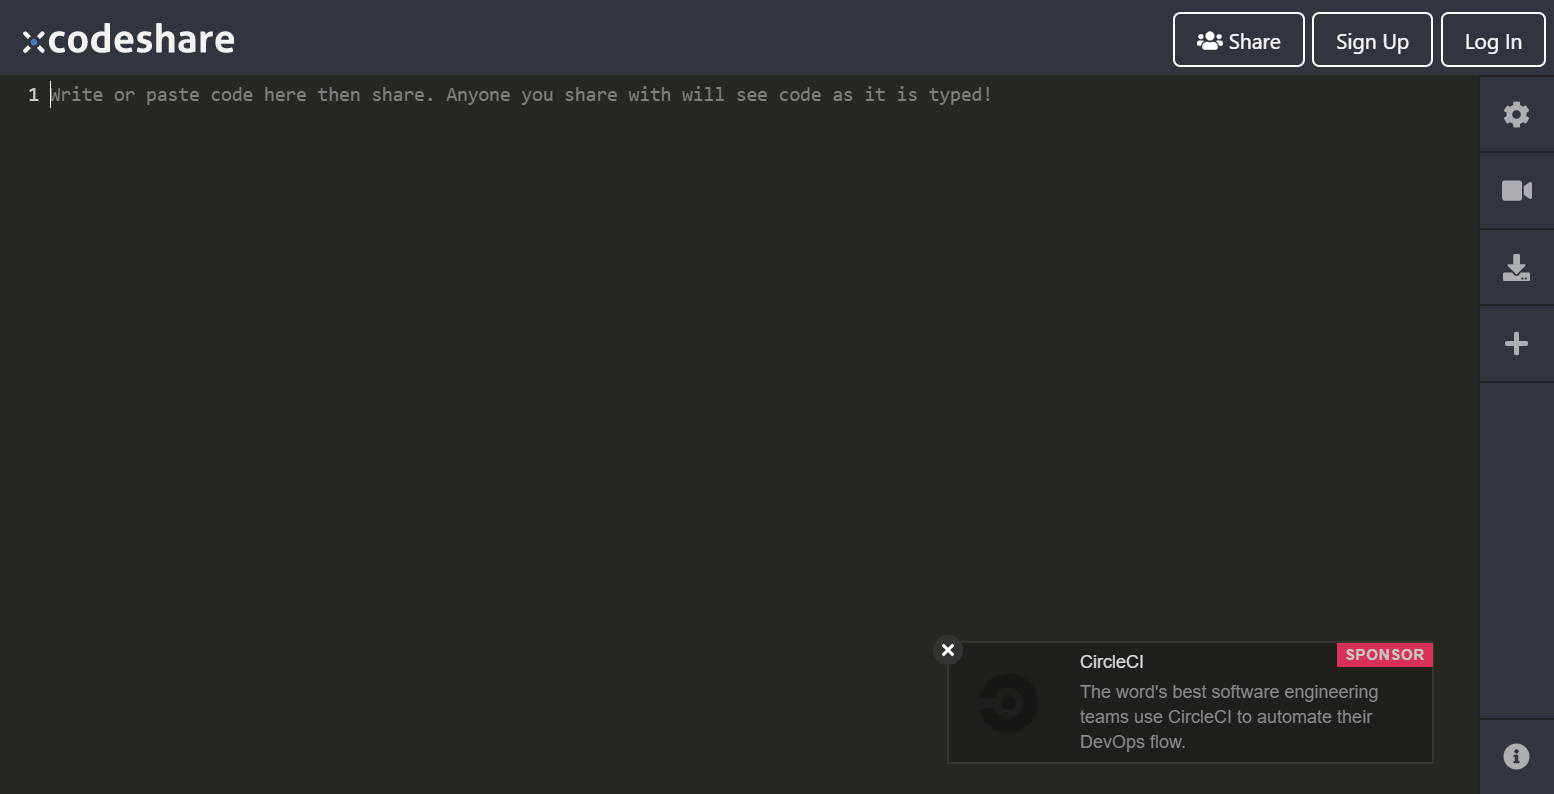 codeshare
Share
Sign Up
Log In
1
Write or paste code here then share. Anyone you share with will see code as it is typed!
SPONSOR
CircleCI
The word's best software engineering
teams use CircleCI to automate their
DevOps flow.